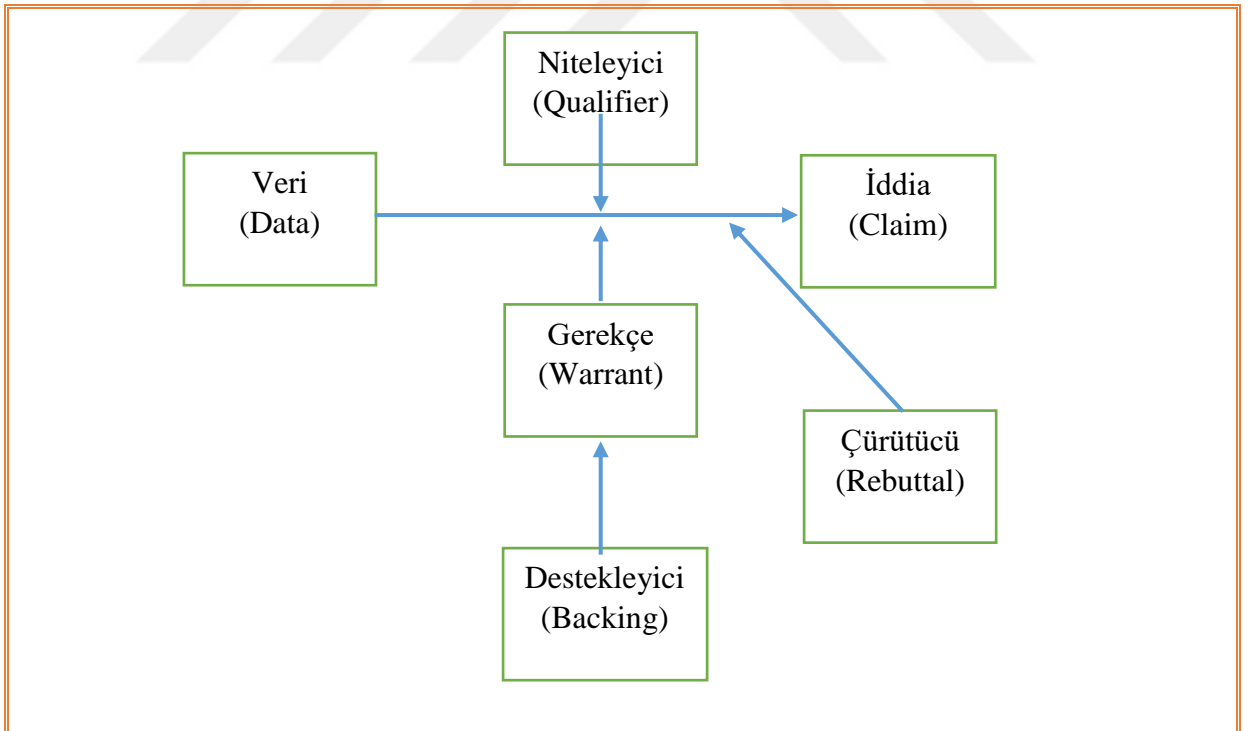 Niteleyici
(Qualifier)
Veri
(Data)
İddia
(Claim)
Gerekçe
(Warrant)
Çürütücü
(Rebuttal)
Destekleyici
(Backing)